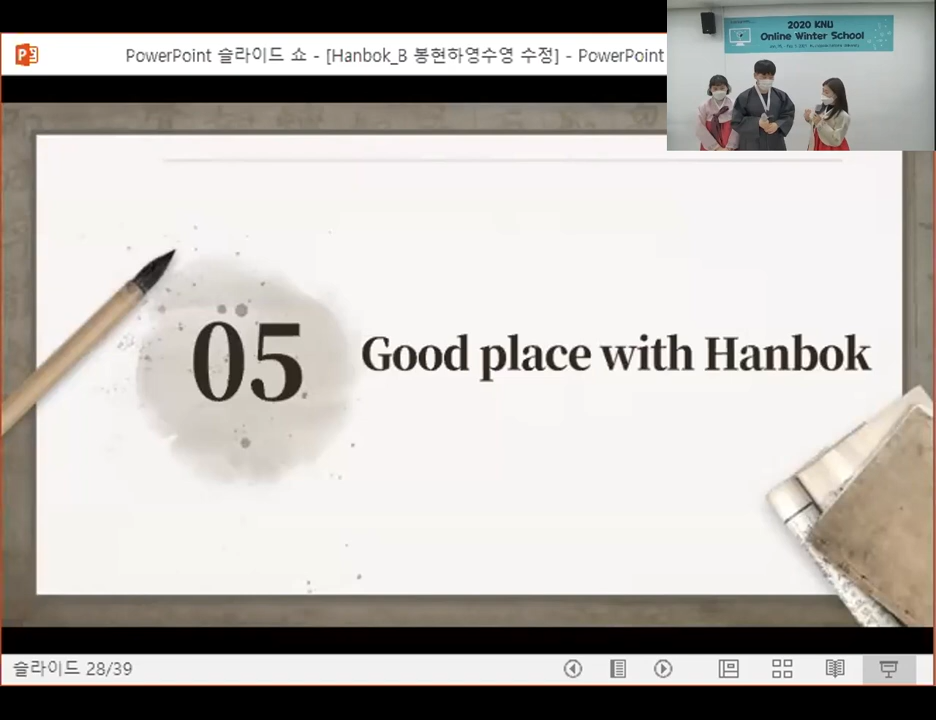 PowerPoint 슬라이드 쇼 - [Hanbok_B 봉현하영수영 수정] - PowerPoint
2020 KNU
Online Winter School
05
Good place with Hanbok
슬라이드 28/39